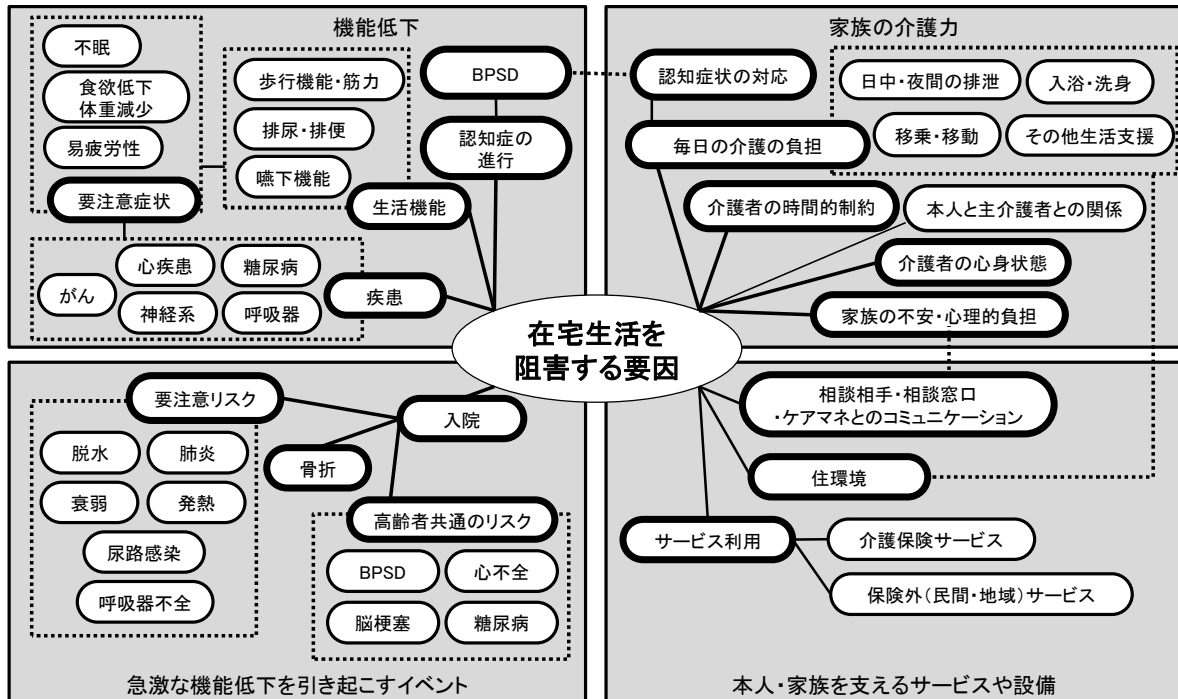 機能低下
不眠
食欲低下
体重減少
易疲労性
要注意症状
歩行機能・筋力
排尿・排便
嚥下機能
生活機能
BPSD
認知症の
進行
がん
心疾患
糖尿病
神経系
呼吸器
疾患
家族の介護力
認知症状の対応
日中・夜間の排泄
入浴・洗身
移乗・移動
その他生活支援
毎日の介護の負担
介護者の時間的制約
本人と主介護者との関係
介護者の心身状態
家族の不安・心理的負担
在宅生活を
阻害する要因
要注意リスク
脱水
肺炎
衰弱
発熱
尿路感染
呼吸器不全
入院
骨折
高齢者共通のリスク
BPSD
心不全
脳梗塞
糖尿病
急激な機能低下を引き起こすイベント
相談相手・相談窓口
・ケアマネとのコミュニケーション
住環境
サービス利用
介護保険サービス
保険外(民間・地域)サービス
本人・家族を支えるサービスや設備